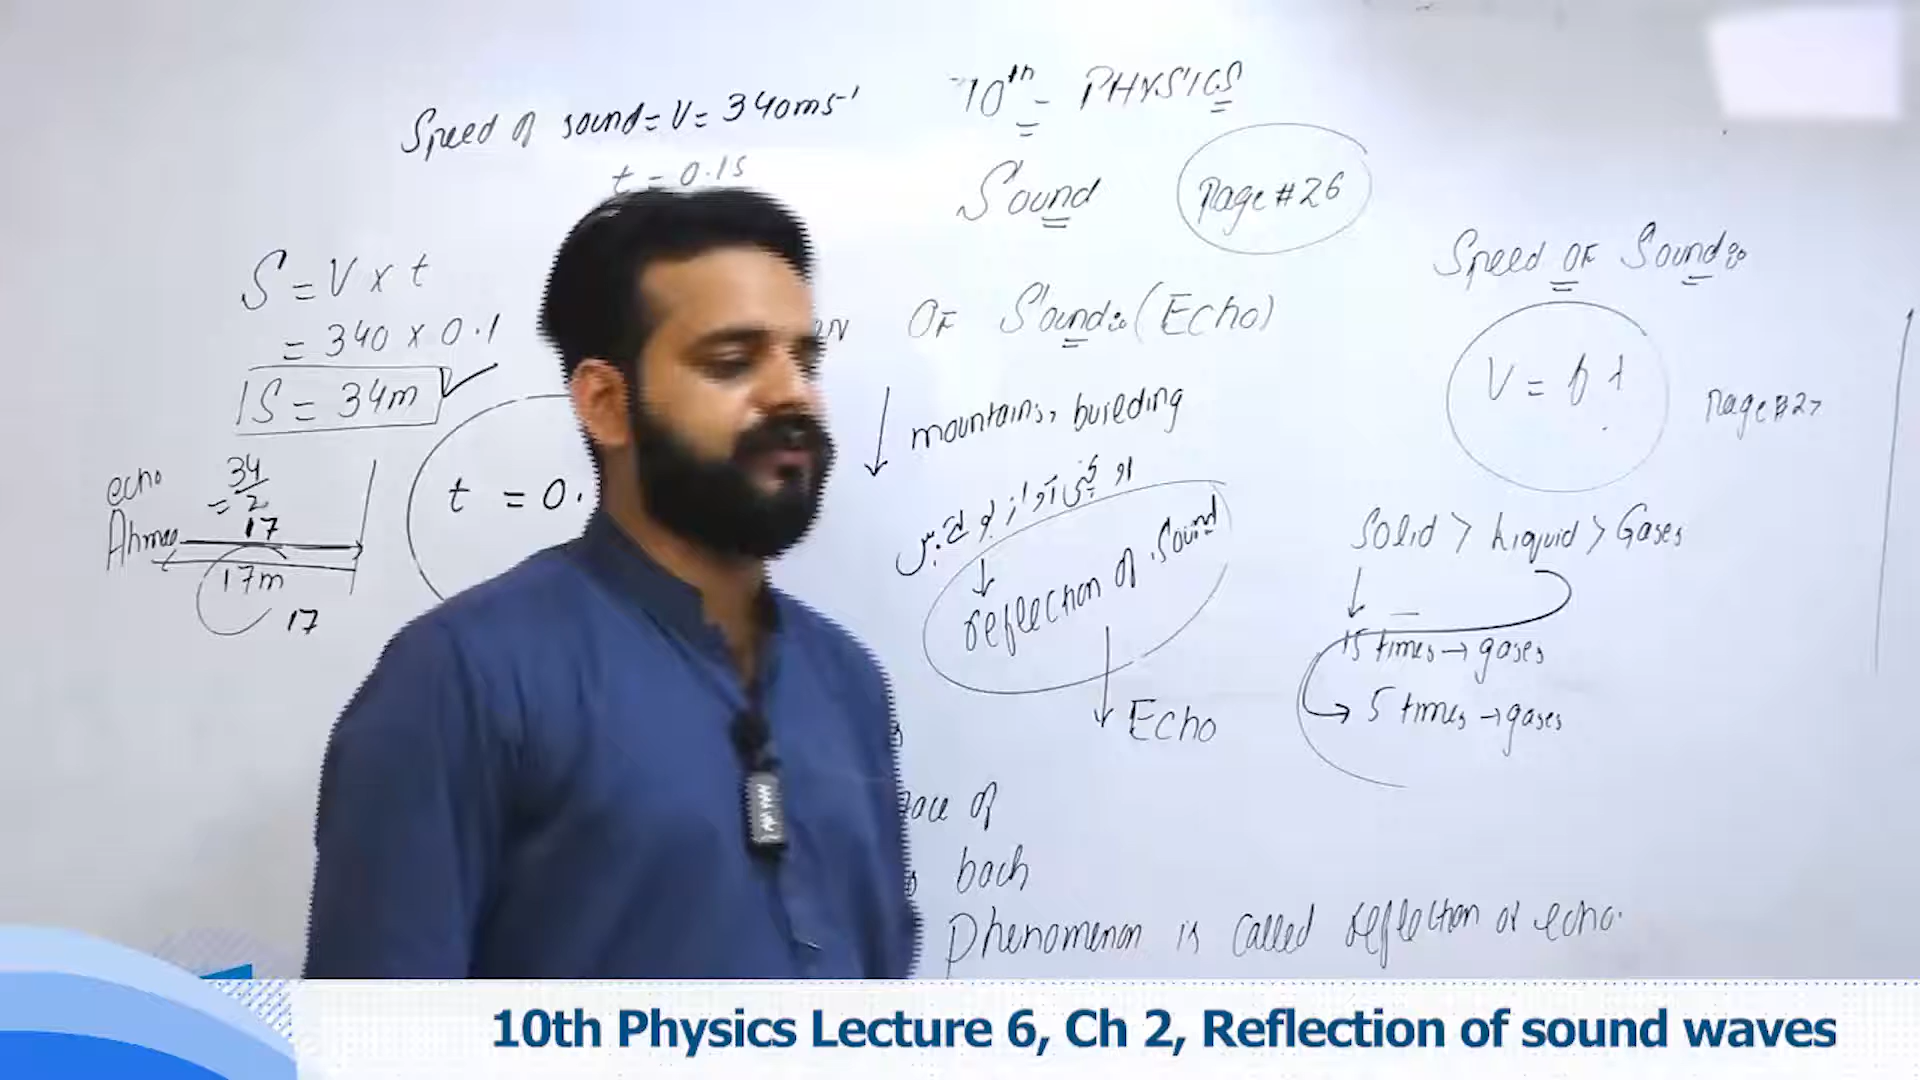 Speed of sound = V = 340ms⁻¹
t = 0.1s
10th - PHYSICS
Sound
Page #26
S = V x t
= 340 x 0.1
S = 34m
echo
= 34/2
Ahmed
17
17m
17
t = 0.
OF Sound: (Echo)
mountains, building
reflection of sound
Echo
ace of
back
Phenomenon is called reflection or echo.
Speed OF Sound:
V = f λ
Page #27
Solid > Liquid > Gases
15 times → gases
5 times → gases
10th Physics Lecture 6, Ch 2, Reflection of sound waves